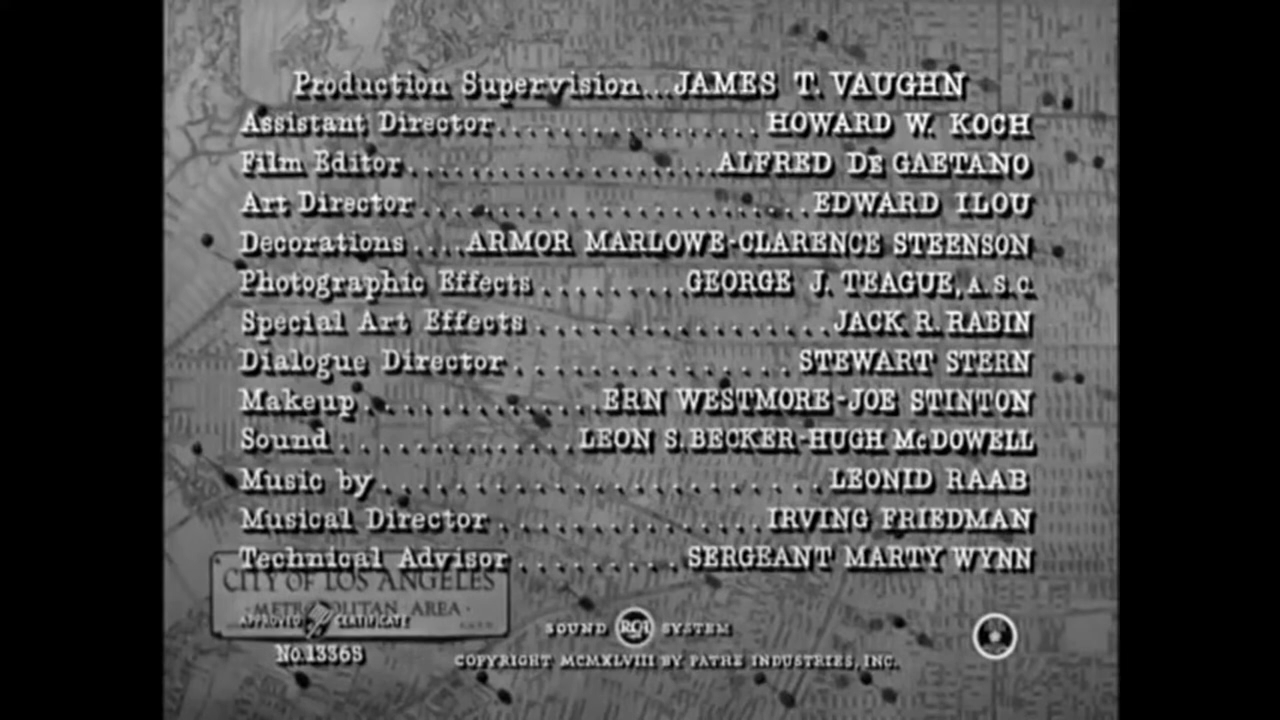 Production Supervision...JAMES T. VAUGHN
Assistant Director.................HOWARD W. KOCH
Film Editor....................ALFRED DE GAETANO
Art Director.........................EDWARD ILOU
Decorations....ARMOR MARLOWE-CLARENCE STEENSON
Photographic Effects.........GEORGE J. TEAGUE, A.S.C.
Special Art Effects................JACK R. RABIN
Dialogue Director...............STEWART STERN
Makeup..............ERN WESTMORE-JOE STINTON
Sound.............LEON S. BECKER-HUGH McDOWELL
Music by.........................LEONID RAAB
Musical Director...............IRVING FRIEDMAN
Technical Advisor.........SERGEANT MARTY WYNN
CITY OF LOS ANGELES
·METROPOLITAN AREA·
APPROVED CERTIFICATE
No. 13365
SOUND RCA SYSTEM
COPYRIGHT MCMXLVIII BY PATHE INDUSTRIES, INC.